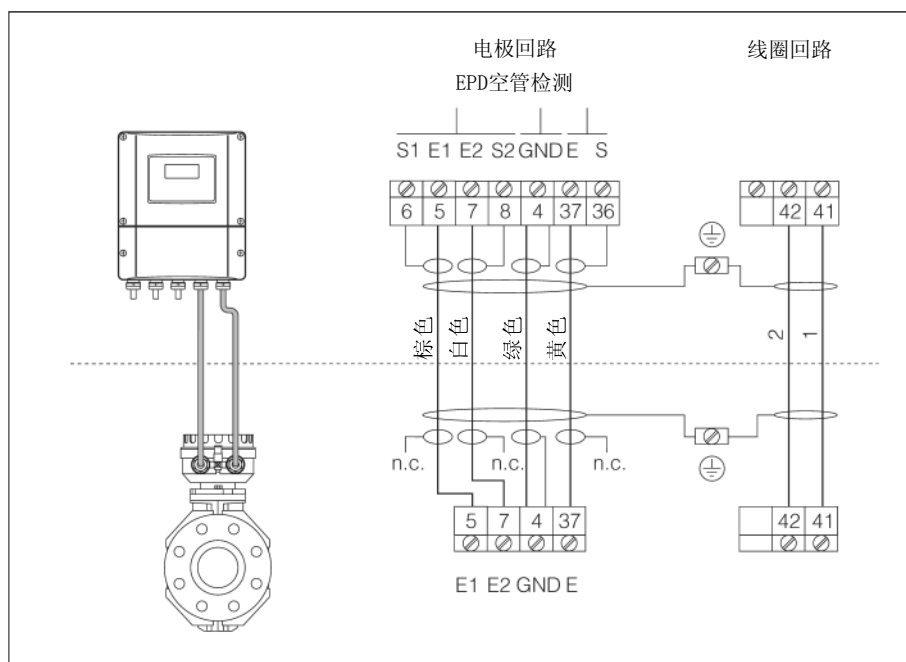 电极回路
线圈回路
EPD空管检测
S1 E1 E2 S2 GND E S
6 5 7 8 4 37 36
42 41
棕色
白色
绿色
黄色
2
1
n.c.
n.c.
n.c.
5 7 4 37
42 41
E1 E2 GND E